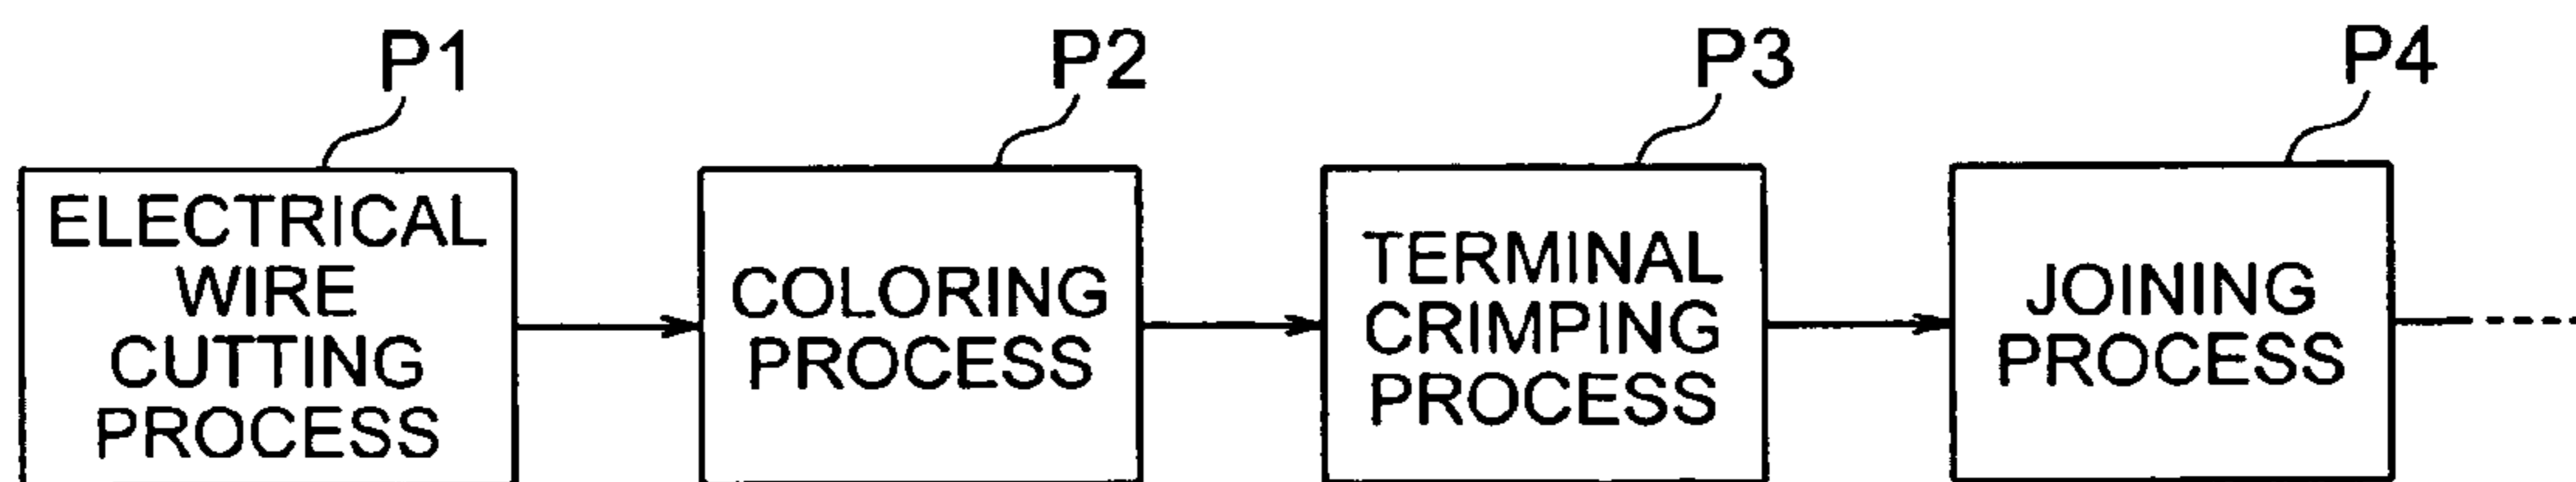 P1
P2
P3
P4
ELECTRICAL
WIRE
CUTTING
PROCESS
COLORING
PROCESS
TERMINAL
CRIMPING
PROCESS
JOINING
PROCESS